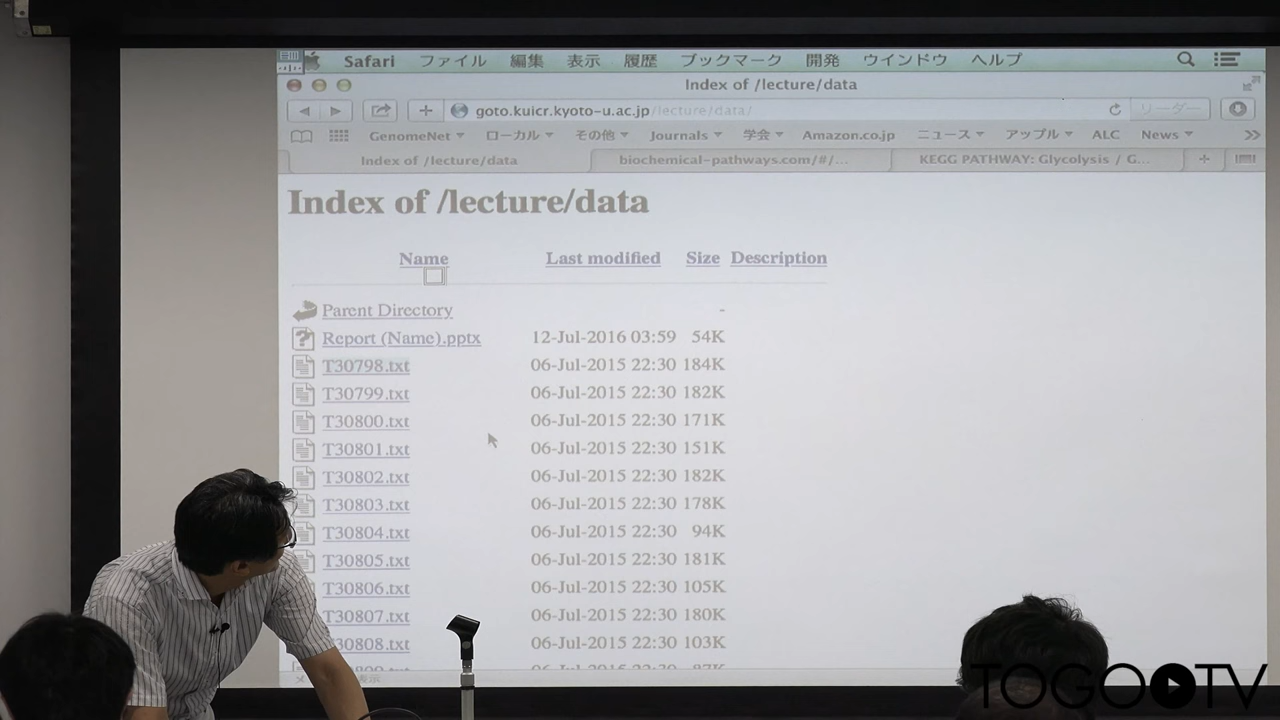 Safari ファイル 編集 表示 履歴 ブックマーク 開発 ウインドウ ヘルプ
Index of /lecture/data
goto.kuicr.kyoto-u.ac.jp/lecture/data/ リーダー
GenomeNet ローカル その他 Journals 学会 Amazon.co.jp ニュース アップル ALC News
Index of /lecture/data biochemical-pathways.com/#/... KEGG PATHWAY: Glycolysis / G...
Index of /lecture/data
Name Last modified Size Description
Parent Directory -
Report (Name).pptx 12-Jul-2016 03:59 54K
T30798.txt 06-Jul-2015 22:30 184K
T30799.txt 06-Jul-2015 22:30 182K
T30800.txt 06-Jul-2015 22:30 171K
T30801.txt 06-Jul-2015 22:30 151K
T30802.txt 06-Jul-2015 22:30 182K
T30803.txt 06-Jul-2015 22:30 178K
T30804.txt 06-Jul-2015 22:30 94K
T30805.txt 06-Jul-2015 22:30 181K
T30806.txt 06-Jul-2015 22:30 105K
T30807.txt 06-Jul-2015 22:30 180K
T30808.txt 06-Jul-2015 22:30 103K
TOGO TV